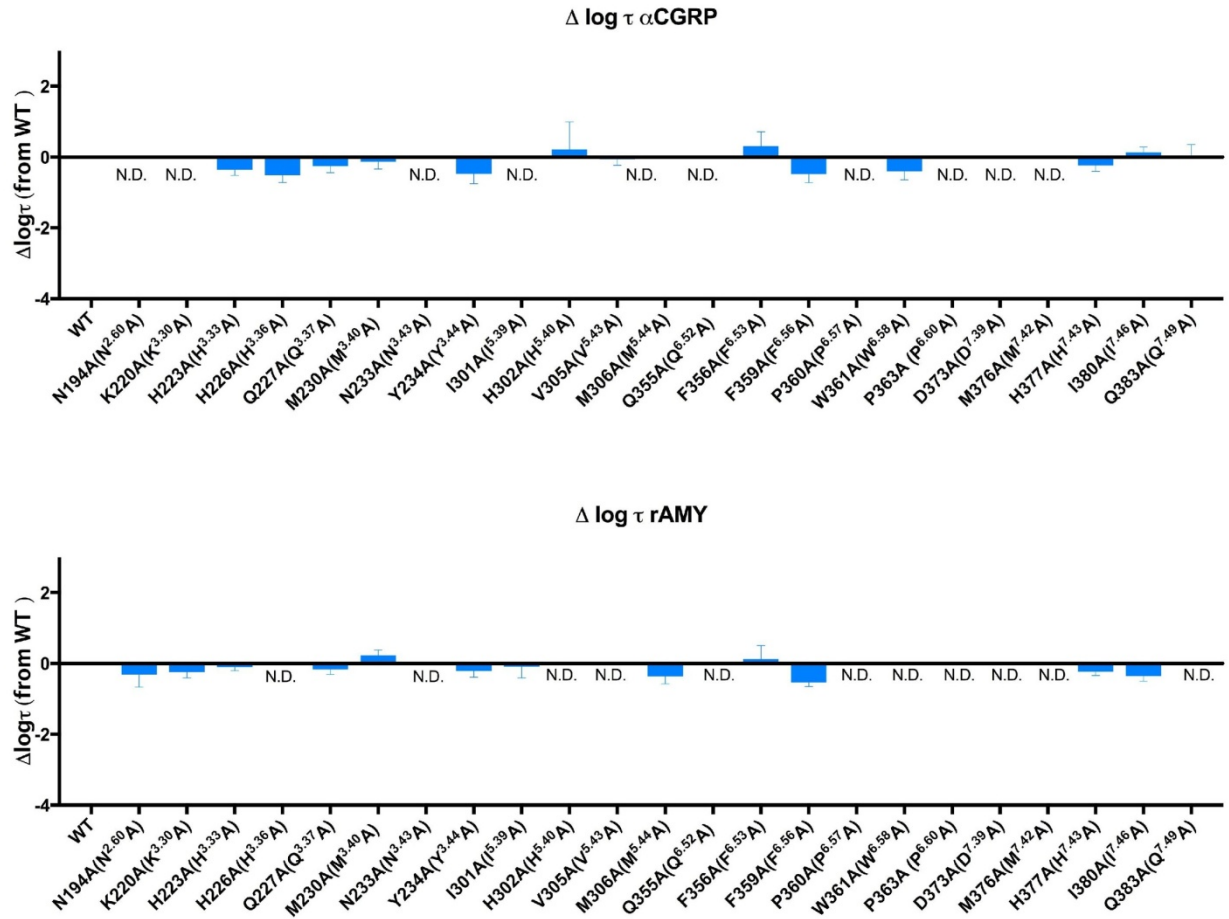 Δ log τ αCGRP
Δlogτ (from WT )
2
0
-2
-4
N.D. N.D. N.D. N.D. N.D. N.D. N.D. N.D. N.D. N.D.
WT
N194A(N2.60A)
K220A(K3.30A)
H223A(H3.33A)
H226A(H3.36A)
Q227A(Q3.37A)
M230A(M3.40A)
N233A(N3.43A)
Y234A(Y3.44A)
I301A(I5.39A)
H302A(H5.40A)
V305A(V5.43A)
M306A(M5.44A)
Q355A(Q6.52A)
F356A(F6.53A)
F359A(F6.56A)
P360A(P6.57A)
W361A(W6.58A)
P363A (P6.60A)
D373A(D7.39A)
M376A(M7.42A)
H377A(H7.43A)
I380A(I7.46A)
Q383A(Q7.49A)
Δ log τ rAMY
Δlogτ (from WT )
2
0
-2
-4
N.D. N.D. N.D. N.D. N.D. N.D. N.D. N.D. N.D. N.D. N.D.
WT
N194A(N2.60A)
K220A(K3.30A)
H223A(H3.33A)
H226A(H3.36A)
Q227A(Q3.37A)
M230A(M3.40A)
N233A(N3.43A)
Y234A(Y3.44A)
I301A(I5.39A)
H302A(H5.40A)
V305A(V5.43A)
M306A(M5.44A)
Q355A(Q6.52A)
F356A(F6.53A)
F359A(F6.56A)
P360A(P6.57A)
W361A(W6.58A)
P363A (P6.60A)
D373A(D7.39A)
M376A(M7.42A)
H377A(H7.43A)
I380A(I7.46A)
Q383A(Q7.49A)